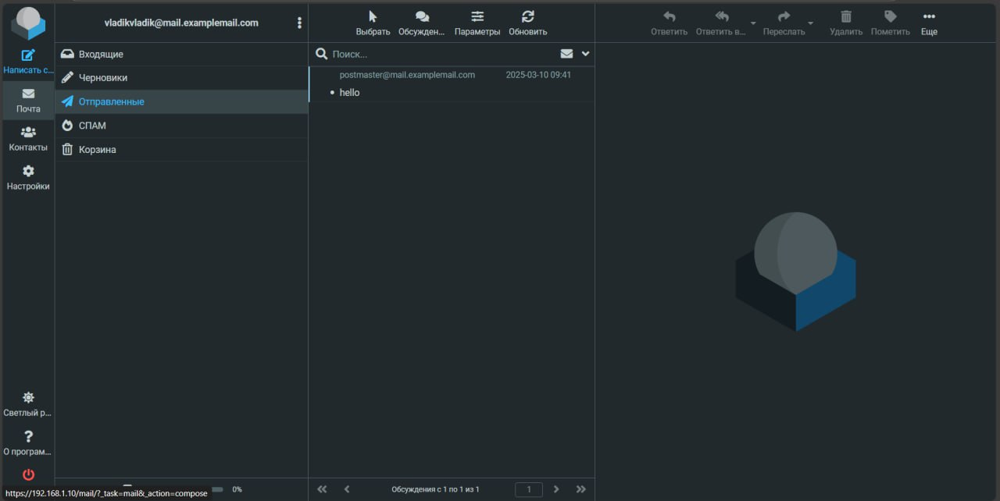 vladikvladik@mail.examplemail.com
Написать с...
Почта
Контакты
Настройки
Светлый р...
О програм...
Входящие
Черновики
Отправленные
СПАМ
Корзина
0%
Выбрать
Обсужден...
Параметры
Обновить
Поиск...
postmaster@mail.examplemail.com
2025-03-10 09:41
hello
Обсуждения с 1 по 1 из 1
1
Ответить
Ответить в...
Переслать
Удалить
Пометить
Еще
https://192.168.1.10/mail/?_task=mail&_action=compose